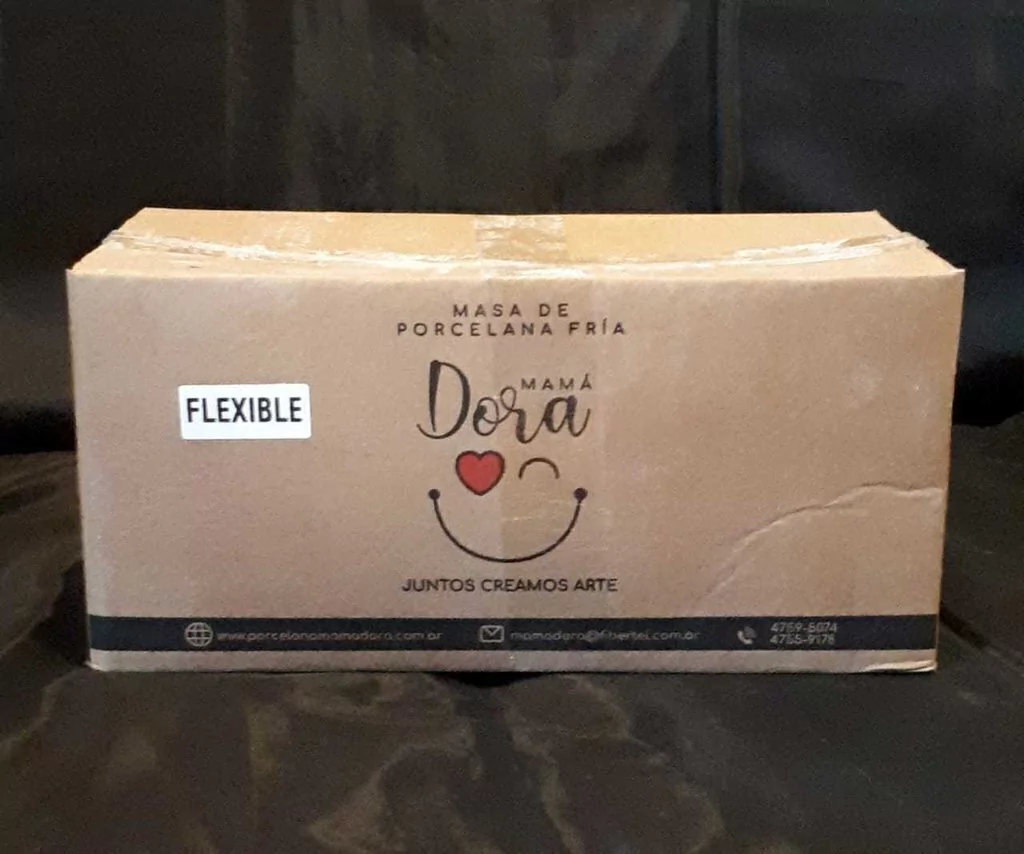 MASA DE
PORCELANA FRÍA
MAMÁ
Dora
FLEXIBLE
JUNTOS CREAMOS ARTE
www.porcelanamamadora.com.ar
mamadora@fibertel.com.ar
4759-5074
4755-9178